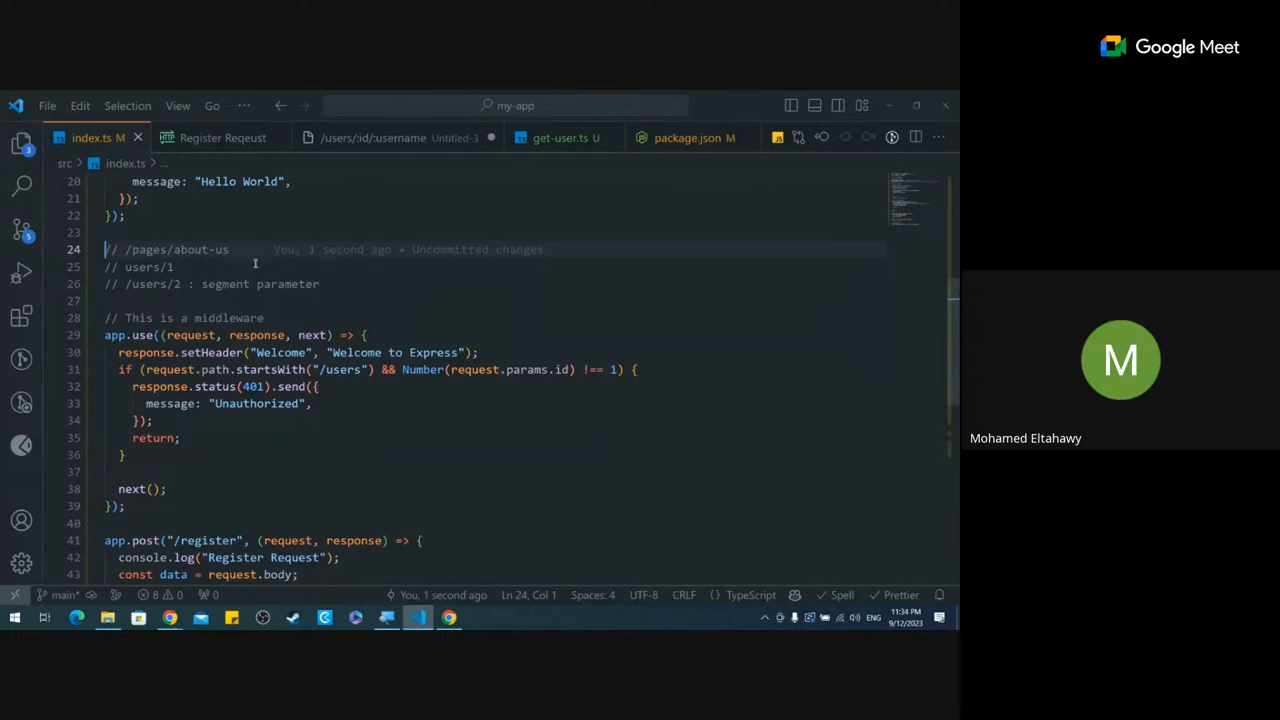 Google Meet
File Edit Selection View Go ··· my-app
index.ts M Register Reqeust /users/:id/:username Untitled-3 get-user.ts U package.json M
src > index.ts > ...
20 message: "Hello World",
21 });
22 });
23
24 // /pages/about-us You, 1 second ago • Uncommitted changes
25 // users/1
26 // /users/2 : segment parameter
27
28 // This is a middleware
29 app.use((request, response, next) => {
30 response.setHeader("Welcome", "Welcome to Express");
31 if (request.path.startsWith("/users") && Number(request.params.id) !== 1) {
32 response.status(401).send({
33 message: "Unauthorized",
34 });
35 return;
36 }
37
38 next();
39 });
40
41 app.post("/register", (request, response) => {
42 console.log("Register Request");
43 const data = request.body;
3
5
M
Mohamed Eltahawy
main* 8 0 0 You, 1 second ago Ln 24, Col 1 Spaces: 4 UTF-8 CRLF {} TypeScript Spell Prettier
ENG 11:34 PM
9/12/2023